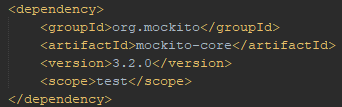 <dependency>
<groupId>org.mockito</groupId>
<artifactId>mockito-core</artifactId>
<version>3.2.0</version>
<scope>test</scope>
</dependency>